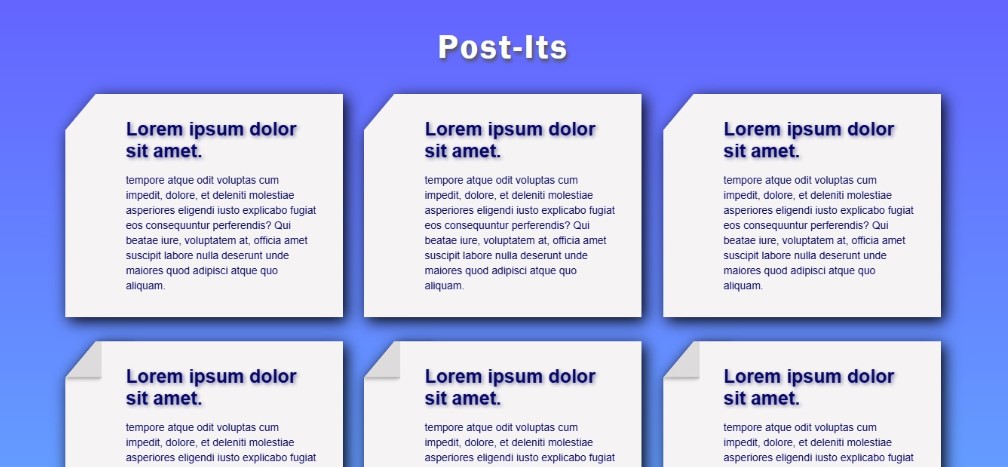 Post-Its
Lorem ipsum dolor
sit amet.
tempore atque odit voluptas cum
impedit, dolore, et deleniti molestiae
asperiores eligendi iusto explicabo fugiat
eos consequuntur perferendis? Qui
beatae iure, voluptatem at, officia amet
suscipit labore nulla deserunt unde
maiores quod adipisci atque quo
aliquam.
Lorem ipsum dolor
sit amet.
tempore atque odit voluptas cum
impedit, dolore, et deleniti molestiae
asperiores eligendi iusto explicabo fugiat
eos consequuntur perferendis? Qui
beatae iure, voluptatem at, officia amet
suscipit labore nulla deserunt unde
maiores quod adipisci atque quo
aliquam.
Lorem ipsum dolor
sit amet.
tempore atque odit voluptas cum
impedit, dolore, et deleniti molestiae
asperiores eligendi iusto explicabo fugiat
eos consequuntur perferendis? Qui
beatae iure, voluptatem at, officia amet
suscipit labore nulla deserunt unde
maiores quod adipisci atque quo
aliquam.
Lorem ipsum dolor
sit amet.
tempore atque odit voluptas cum
impedit, dolore, et deleniti molestiae
asperiores eligendi iusto explicabo fugiat
Lorem ipsum dolor
sit amet.
tempore atque odit voluptas cum
impedit, dolore, et deleniti molestiae
asperiores eligendi iusto explicabo fugiat
Lorem ipsum dolor
sit amet.
tempore atque odit voluptas cum
impedit, dolore, et deleniti molestiae
asperiores eligendi iusto explicabo fugiat